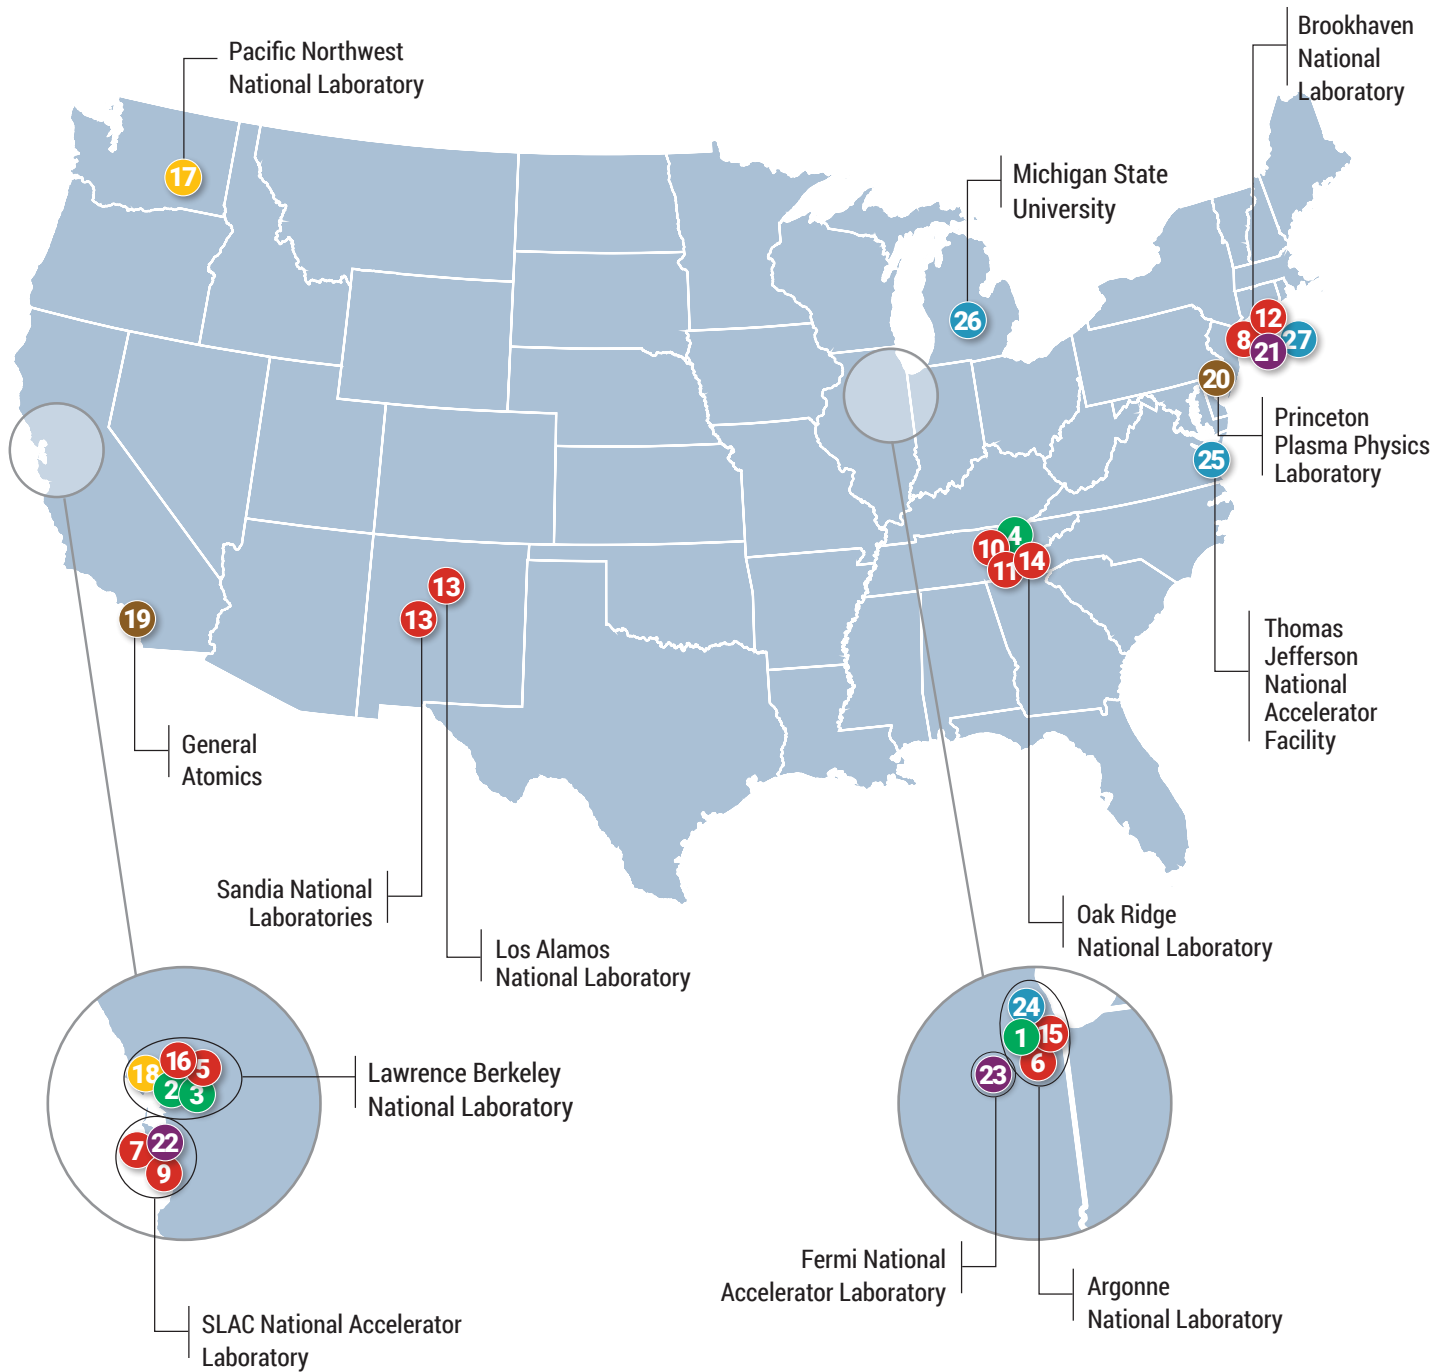 Pacific Northwest
National Laboratory
17
Brookhaven
National
Laboratory
Michigan State
University
26
12
8
21
27
20
Princeton
Plasma Physics
Laboratory
25
4
10
11
14
13
13
19
Thomas
Jefferson
National
Accelerator
Facility
General
Atomics
Sandia National
Laboratories
Los Alamos
National Laboratory
Oak Ridge
National Laboratory
16
5
18
2
3
Lawrence Berkeley
National Laboratory
7
22
9
SLAC National Accelerator
Laboratory
24
1
15
6
23
Fermi National
Accelerator Laboratory
Argonne
National Laboratory